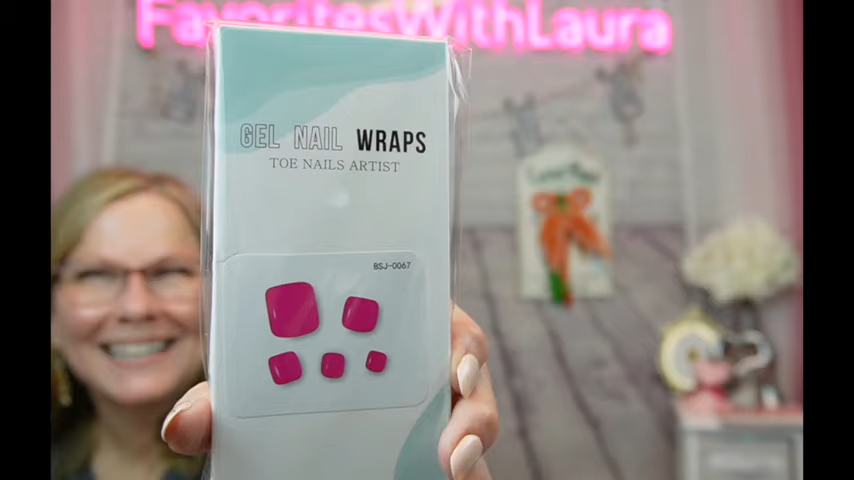 FavoritesWithLaura
GEL NAIL WRAPS
TOE NAILS ARTIST
BSJ-0067